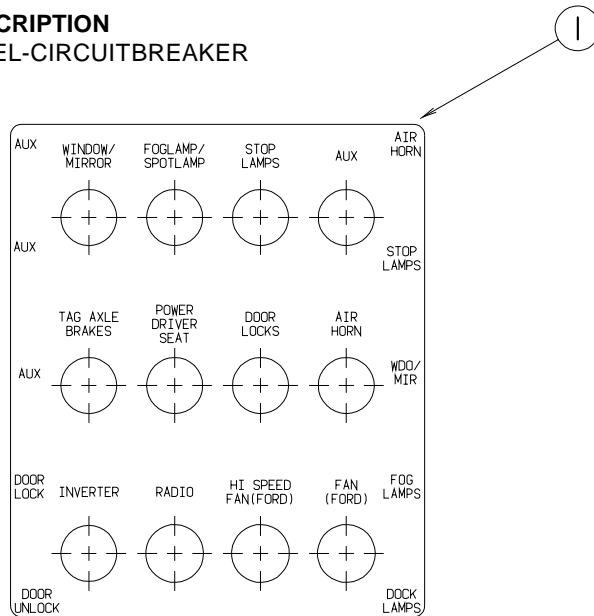 CRIPTION
EL-CIRCUITBREAKER
1
AUX
WINDOW/
MIRROR
FOGLAMP/
SPOTLAMP
STOP
LAMPS
AUX
AIR
HORN
AUX
STOP
LAMPS
TAG AXLE
BRAKES
POWER
DRIVER
SEAT
DOOR
LOCKS
AIR
HORN
AUX
WDO/
MIR
DOOR
LOCK
INVERTER
RADIO
HI SPEED
FAN(FORD)
FAN
(FORD)
FOG
LAMPS
DOOR
UNLOCK
DOCK
LAMPS